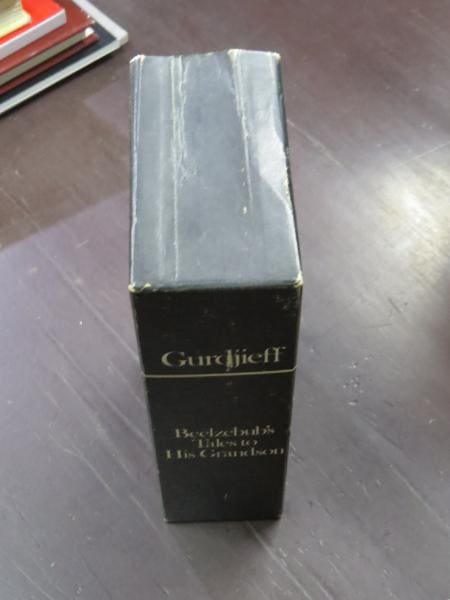 Gurdjieff
Beelzebub's
Tales to
His Grandson